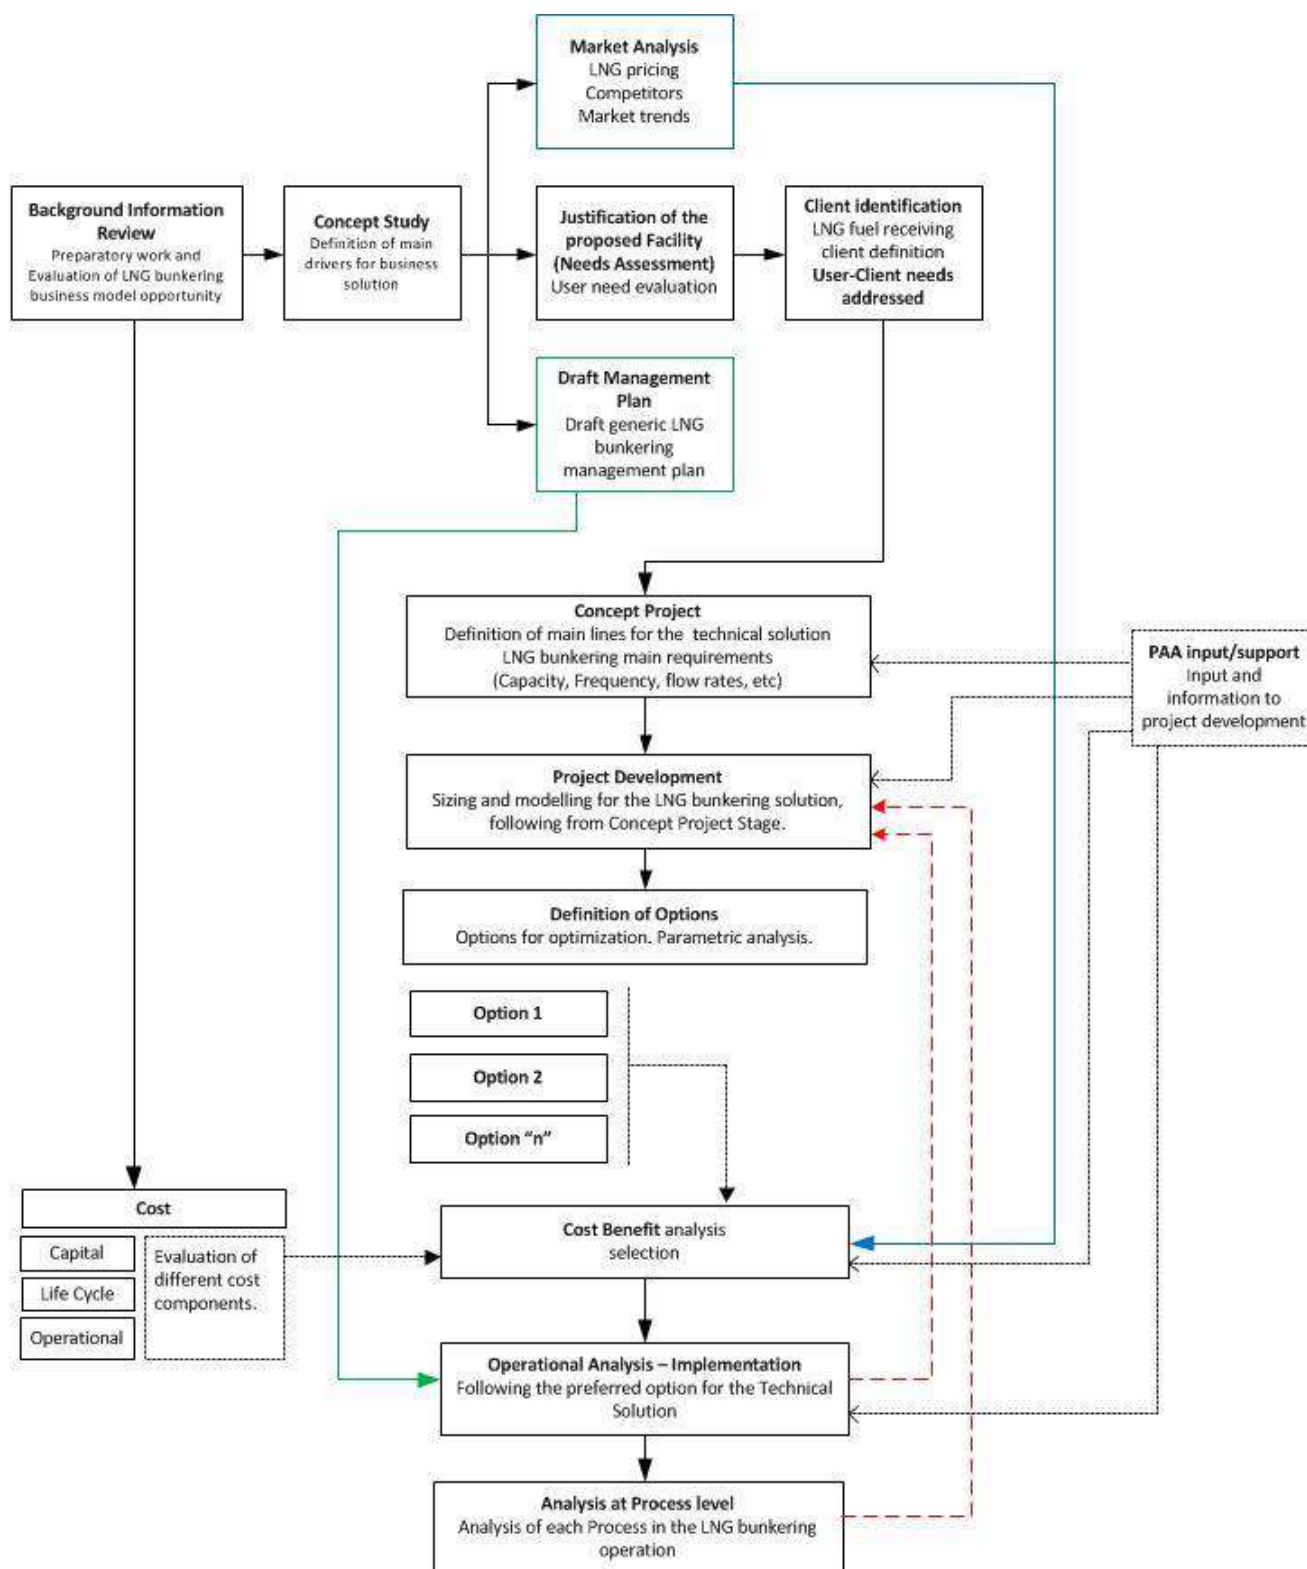 Market Analysis
LNG pricing
Competitors
Market trends
Background Information
Review
Preparatory work and
Evaluation of LNG bunkering
business model opportunity
Concept Study
Definition of main
drivers for business
solution
Justification of the
proposed Facility
(Needs Assessment)
User need evaluation
Client identification
LNG fuel receiving
client definition
User-Client needs
addressed
Draft Management
Plan
Draft generic LNG
bunkering
management plan
Concept Project
Definition of main lines for the technical solution
LNG bunkering main requirements
(Capacity, Frequency, flow rates, etc)
PAA input/support
Input and
information to
project development
Project Development
Sizing and modelling for the LNG bunkering solution,
following from Concept Project Stage.
Definition of Options
Options for optimization. Parametric analysis.
Option 1
Option 2
Option “n”
Cost
Capital
Life Cycle
Operational
Evaluation of
different cost
components.
Cost Benefit analysis
selection
Operational Analysis – Implementation
Following the preferred option for the Technical
Solution
Analysis at Process level
Analysis of each Process in the LNG bunkering
operation